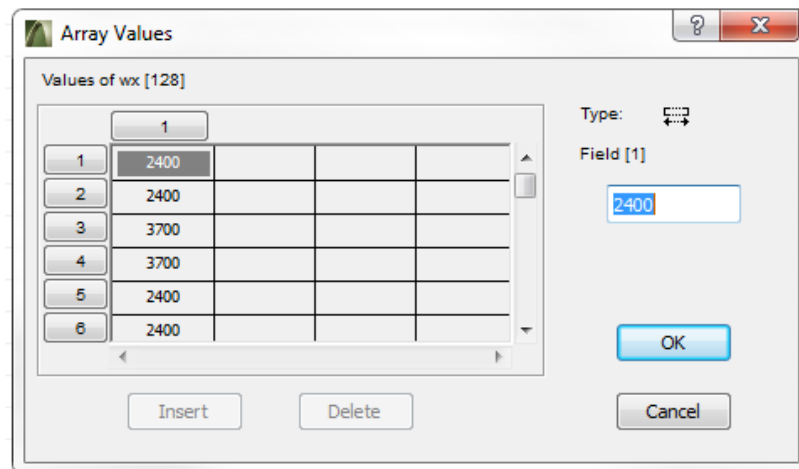 Array Values
?
X
Values of wx [128]
Type:
Field [1]
2400
1
1 2400
2 2400
3 3700
4 3700
5 2400
6 2400
OK
Insert
Delete
Cancel